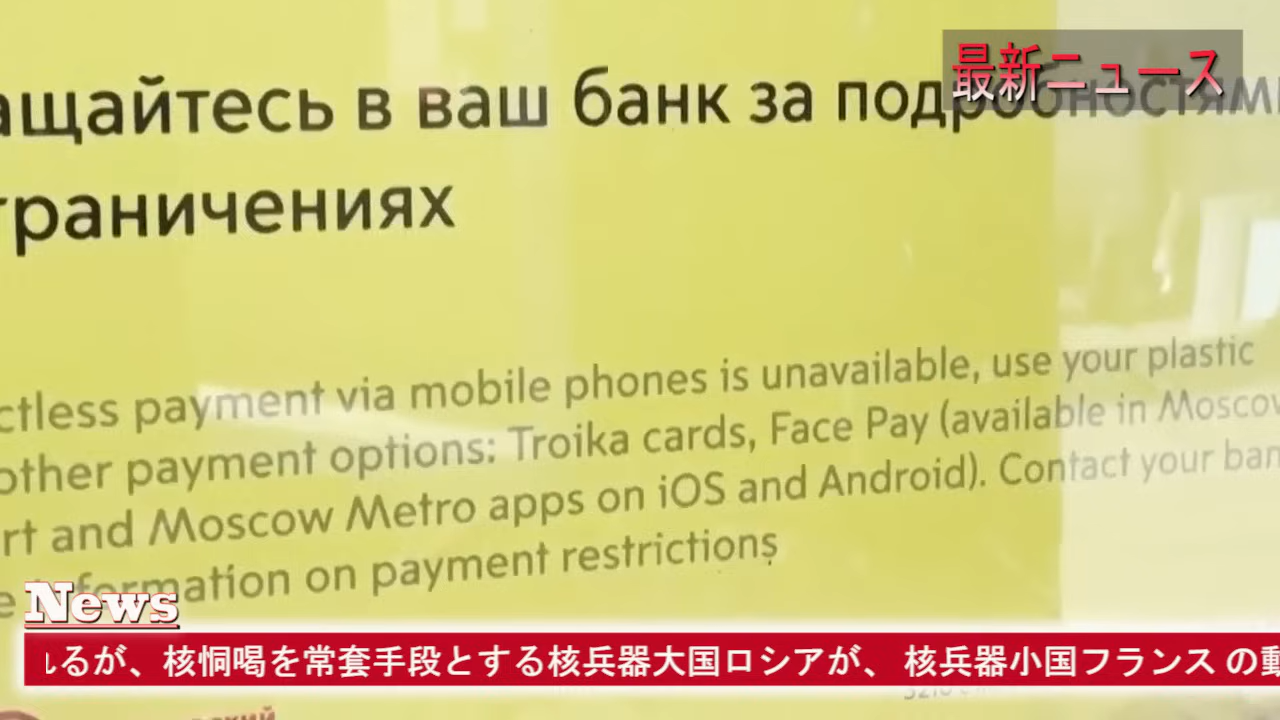 最新ニュース
ащайтесь в ваш банк за подробностями
граничениях
ctless payment via mobile phones is unavailable, use your plastic
other payment options: Troika cards, Face Pay (available in Moscow
rt and Moscow Metro apps on iOS and Android). Contact your ban
e information on payment restrictions
News
れるが、核恫喝を常套手段とする核兵器大国ロシアが、 核兵器小国フランス の動